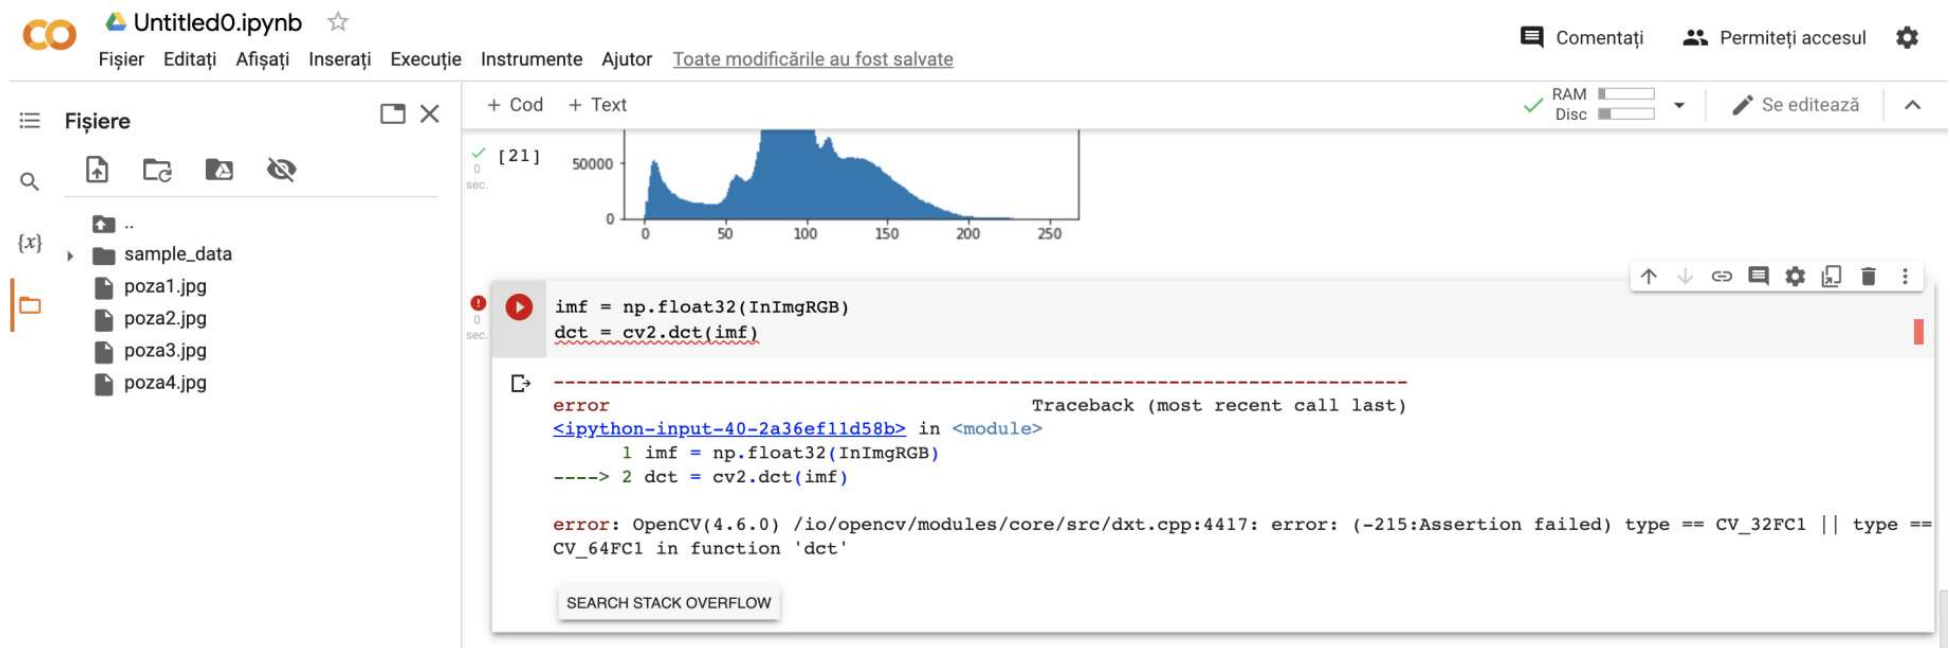 Untitled0.ipynb
Comentați
Permiteți accesul
Fișier Editați Afișați Inserați Execuție Instrumente Ajutor Toate modificările au fost salvate
Fișiere
+ Cod + Text
RAM
Disc
Se editează
..
sample_data
poza1.jpg
poza2.jpg
poza3.jpg
poza4.jpg
{x}
0
sec.
[21]
50000
0
0 50 100 150 200 250
0
sec.
imf = np.float32(InImgRGB)
dct = cv2.dct(imf)
---------------------------------------------------------------------------
error Traceback (most recent call last)
<ipython-input-40-2a36ef11d58b> in <module>
1 imf = np.float32(InImgRGB)
----> 2 dct = cv2.dct(imf)
error: OpenCV(4.6.0) /io/opencv/modules/core/src/dxt.cpp:4417: error: (-215:Assertion failed) type == CV_32FC1 || type ==
CV_64FC1 in function 'dct'
SEARCH STACK OVERFLOW